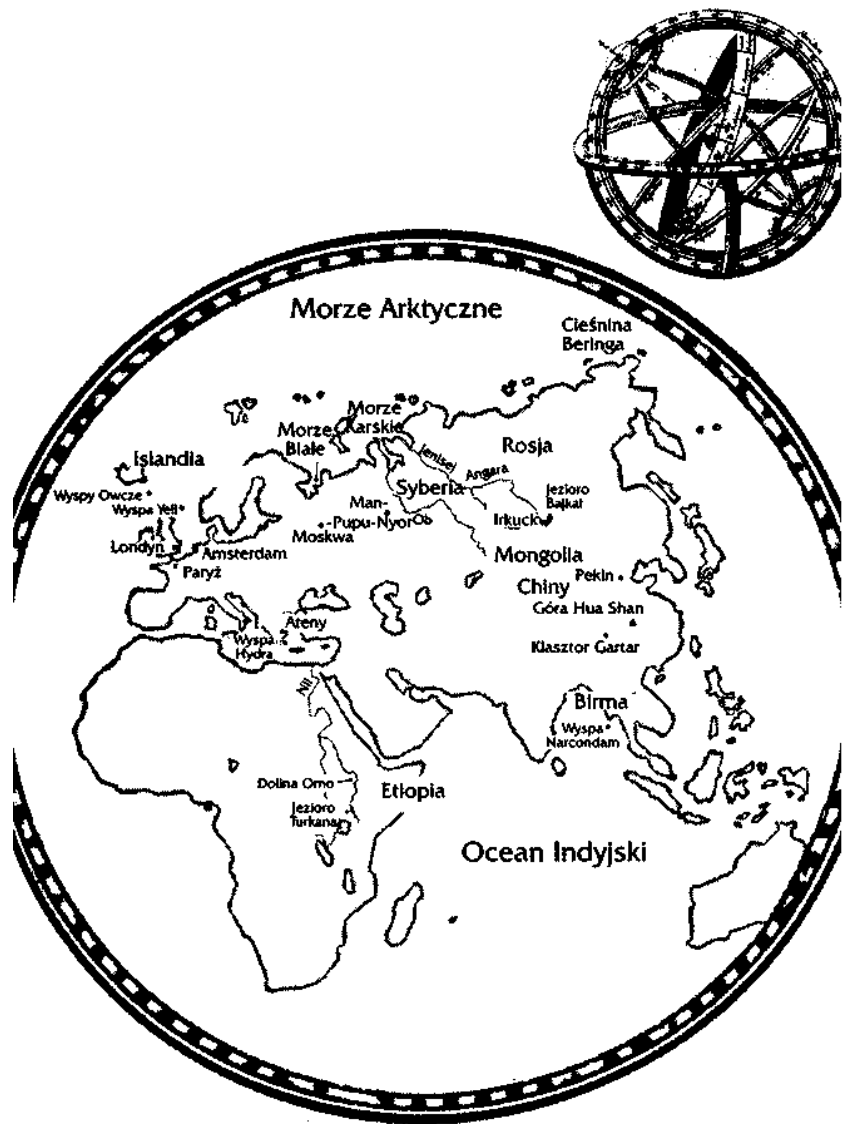 Morze Arktyczne
Cieśnina
Beringa
Morze
Karskie
Morze
Białe
Rosja
Islandia
Jenisej
Angara
Wyspy Owcze
Wyspa Yell
Syberia
Jezioro
Bajkał
Man-
-Pupu-Nyor
Ob
Irkuck
Moskwa
Londyn
Amsterdam
Mongolia
Paryż
Pekin
Chiny
Góra Hua Shan
Ateny
Wyspa
Hydra
Klasztor Gartar
Nil
Birma
Wyspa
Narcondam
Dolina Omo
Etiopia
Jezioro
Turkana
Ocean Indyjski